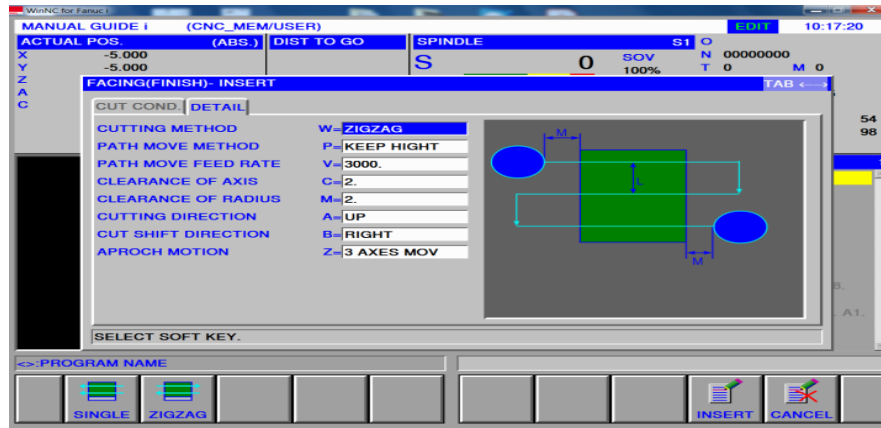 WinNC for Fanuc i
MANUAL GUIDE i (CNC_MEM/USER) EDIT 10:17:20
ACTUAL POS. (ABS.) DIST TO GO SPINDLE S1 O
X -5.000 N 00000000
Y -5.000 S 0 SOV 100% T 0 M 0
Z
A
C
54
98
FACING(FINISH)- INSERT TAB
CUT COND. DETAIL
CUTTING METHOD W=ZIGZAG
PATH MOVE METHOD P=KEEP HIGHT
PATH MOVE FEED RATE V=3000.
CLEARANCE OF AXIS C=2.
CLEARANCE OF RADIUS M=2.
CUTTING DIRECTION A=UP
CUT SHIFT DIRECTION B=RIGHT
APROCH MOTION Z=3 AXES MOV
M
L
M
A1.
SELECT SOFT KEY.
<>:PROGRAM NAME
SINGLE ZIGZAG INSERT CANCEL